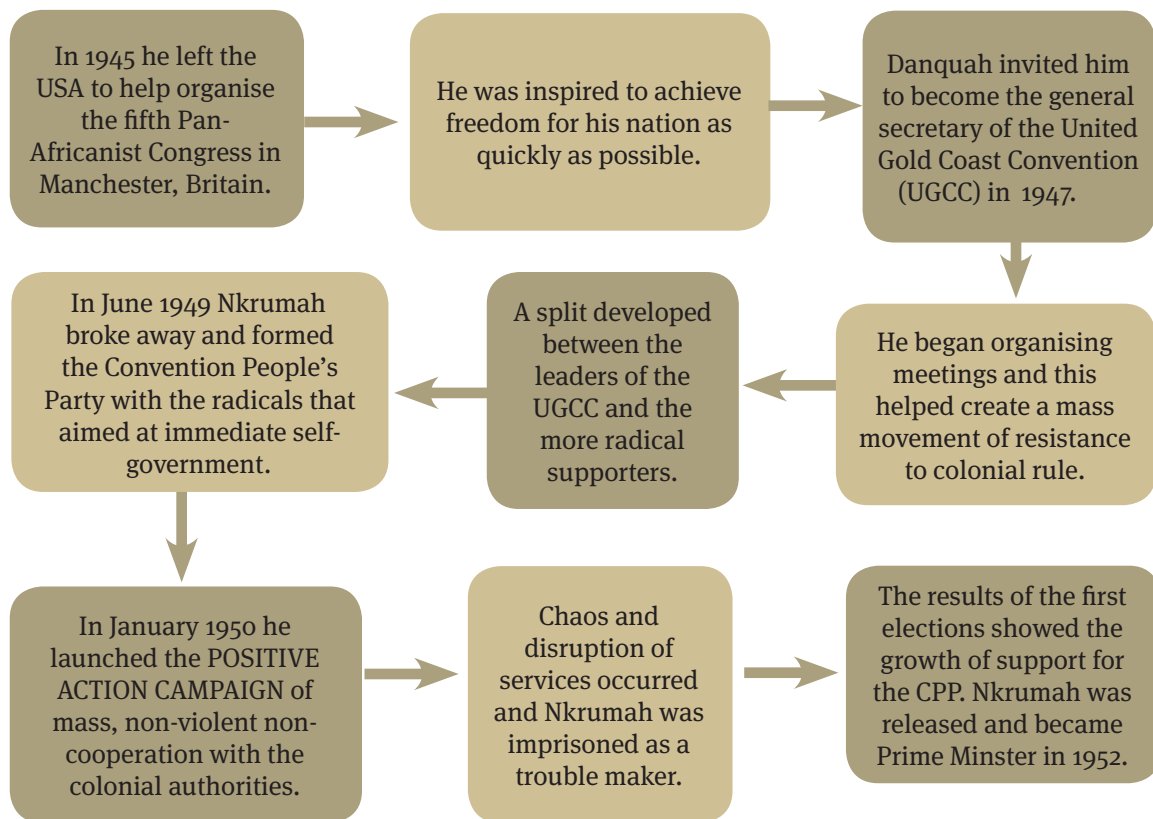 In 1945 he left the
USA to help organise
the fifth Pan-
Africanist Congress in
Manchester, Britain.
He was inspired to achieve
freedom for his nation as
quickly as possible.
Danquah invited him
to become the general
secretary of the United
Gold Coast Convention
(UGCC) in 1947.
He began organising
meetings and this
helped create a mass
movement of resistance
to colonial rule.
A split developed
between the
leaders of the
UGCC and the
more radical
supporters.
In June 1949 Nkrumah
broke away and formed
the Convention People's
Party with the radicals that
aimed at immediate self-
government.
In January 1950 he
launched the POSITIVE
ACTION CAMPAIGN of
mass, non-violent non-
cooperation with the
colonial authorities.
Chaos and
disruption of
services occurred
and Nkrumah was
imprisoned as a
trouble maker.
The results of the first
elections showed the
growth of support for
the CPP. Nkrumah was
released and became
Prime Minster in 1952.